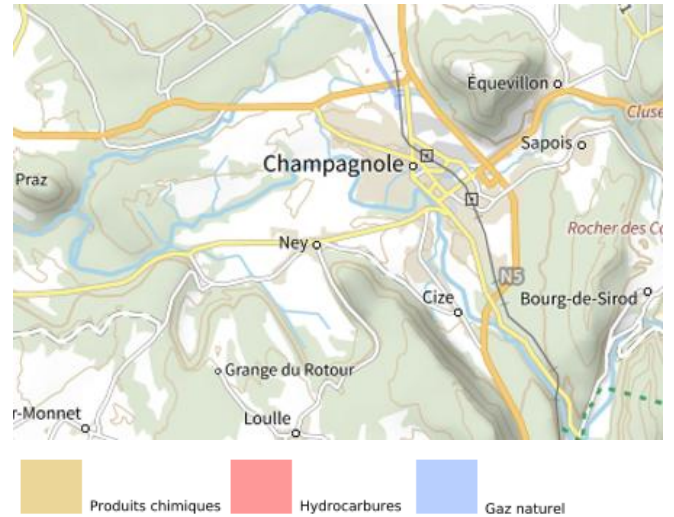 Équevillon
Cluse
Sapois
Champagnole
Praz
Rocher des Ca
Ney
N5
Cize
Bourg-de-Sirod
Grange du Rotour
r-Monnet
Loulle
Produits chimiques
Hydrocarbures
Gaz naturel